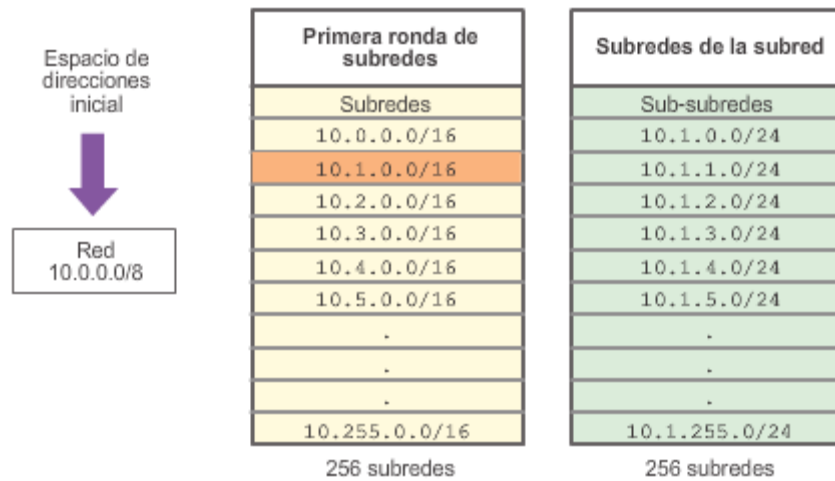 Espacio de
direcciones
inicial
Red
10.0.0.0/8
Primera ronda de
subredes
Subredes
10.0.0.0/16
10.1.0.0/16
10.2.0.0/16
10.3.0.0/16
10.4.0.0/16
10.5.0.0/16
.
.
.
10.255.0.0/16
256 subredes
Subredes de la subred
Sub-subredes
10.1.0.0/24
10.1.1.0/24
10.1.2.0/24
10.1.3.0/24
10.1.4.0/24
10.1.5.0/24
.
.
.
10.1.255.0/24
256 subredes